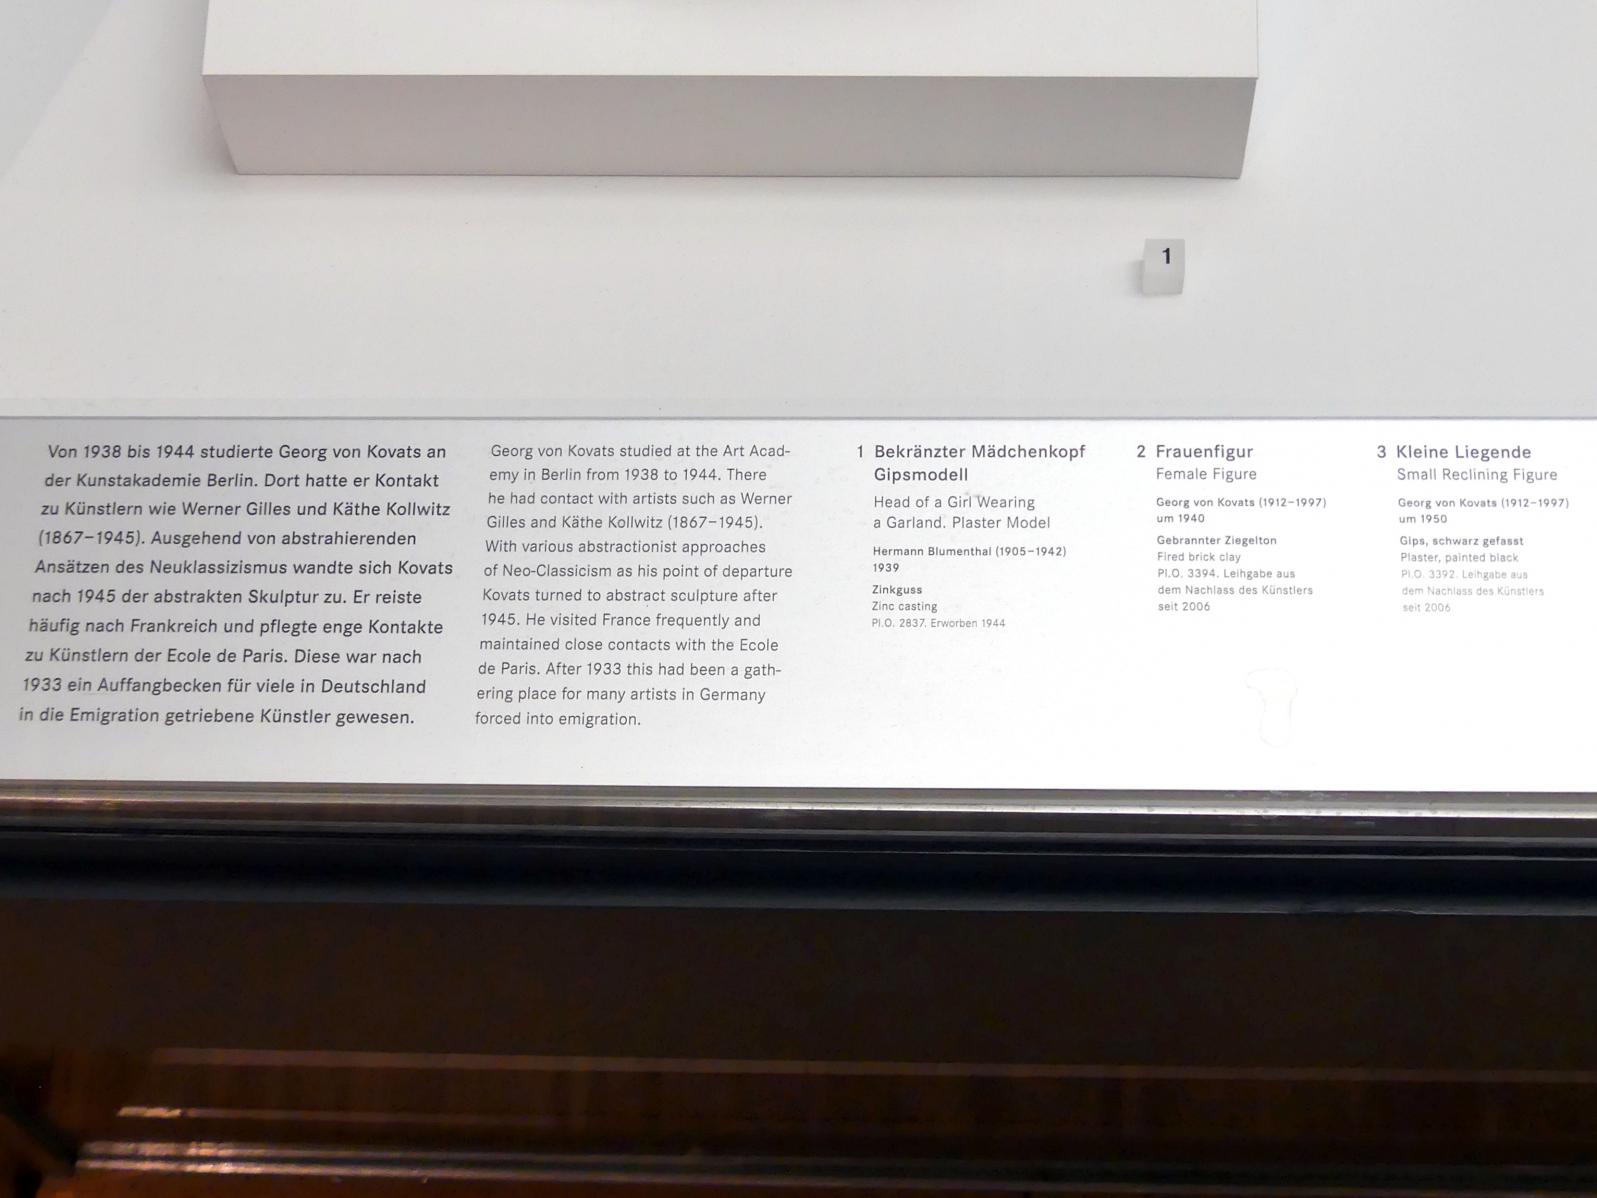 1
Von 1938 bis 1944 studierte Georg von Kovats an
der Kunstakademie Berlin. Dort hatte er Kontakt
zu Künstlern wie Werner Gilles und Käthe Kollwitz
(1867–1945). Ausgehend von abstrahierenden
Ansätzen des Neuklassizismus wandte sich Kovats
nach 1945 der abstrakten Skulptur zu. Er reiste
häufig nach Frankreich und pflegte enge Kontakte
zu Künstlern der Ecole de Paris. Diese war nach
1933 ein Auffangbecken für viele in Deutschland
in die Emigration getriebene Künstler gewesen.
Georg von Kovats studied at the Art Acad-
emy in Berlin from 1938 to 1944. There
he had contact with artists such as Werner
Gilles and Käthe Kollwitz (1867–1945).
With various abstractionist approaches
of Neo-Classicism as his point of departure
Kovats turned to abstract sculpture after
1945. He visited France frequently and
maintained close contacts with the Ecole
de Paris. After 1933 this had been a gath-
ering place for many artists in Germany
forced into emigration.
1 Bekränzter Mädchenkopf
Gipsmodell
Head of a Girl Wearing
a Garland. Plaster Model
Hermann Blumenthal (1905–1942)
1939
Zinkguss
Zinc casting
Pl.O. 2837. Erworben 1944
2 Frauenfigur
Female Figure
Georg von Kovats (1912–1997)
um 1940
Gebrannter Ziegelton
Fired brick clay
Pl.O. 3394. Leihgabe aus
dem Nachlass des Künstlers
seit 2006
3 Kleine Liegende
Small Reclining Figure
Georg von Kovats (1912–1997)
um 1950
Gips, schwarz gefasst
Plaster, painted black
Pl.O. 3392. Leihgabe aus
dem Nachlass des Künstlers
seit 2006